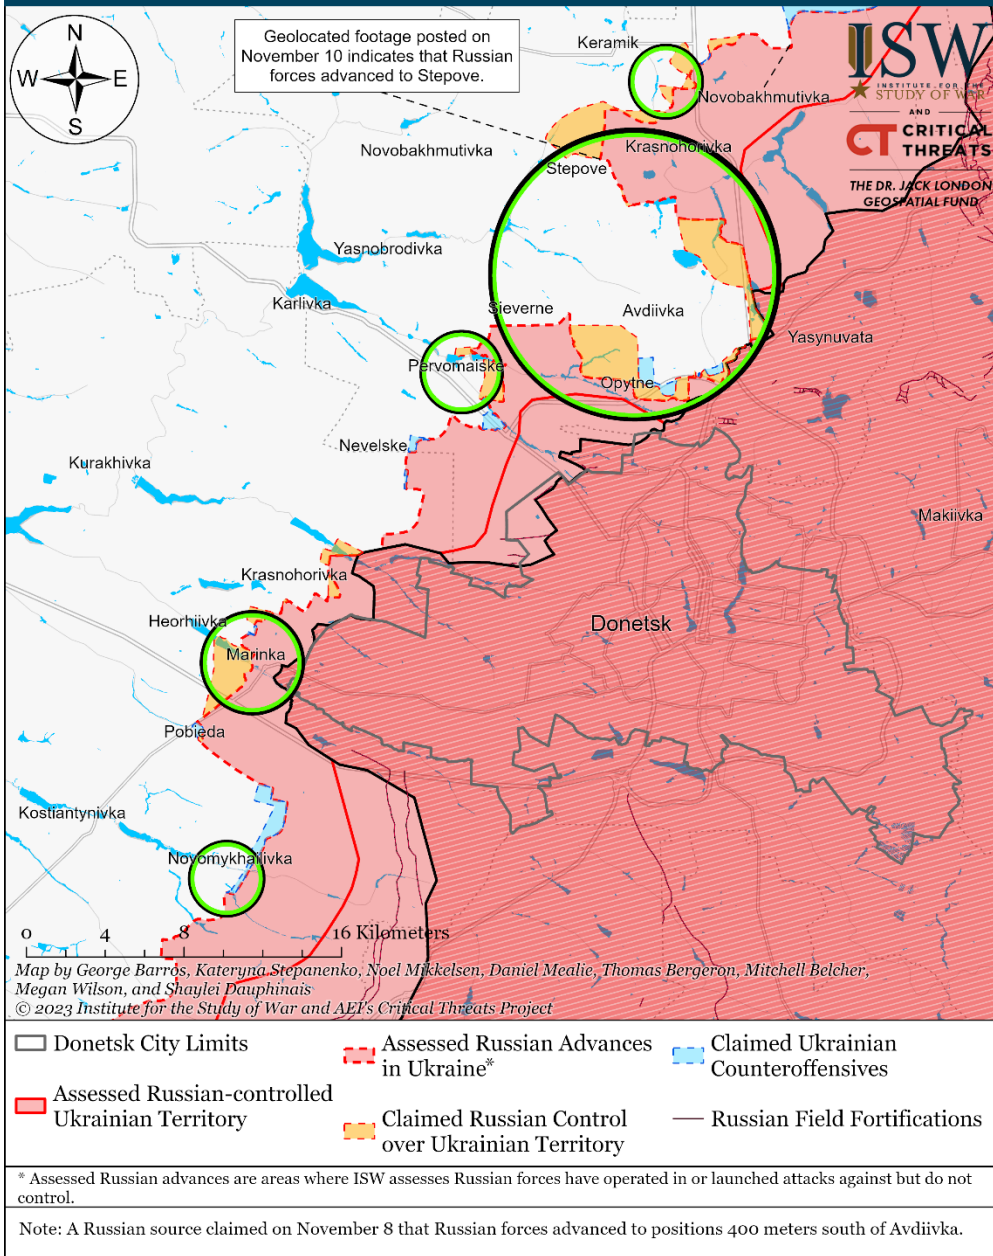 N
W E
S
Geolocated footage posted on
November 10 indicates that Russian
forces advanced to Stepove.
Keramik
ISW
INSTITUTE FOR THE
STUDY OF WAR
AND
CT CRITICAL
THREATS
THE DR. JACK LONDON
GEOSPATIAL FUND
Novobakhmutivka
Krasnohorivka
Novobakhmutivka
Stepove
Yasnobrodivka
Karlivka
Sieverne
Avdiivka
Yasynuvata
Pervomaiske
Opytne
Nevelske
Kurakhivka
Makiivka
Krasnohorivka
Heorhiivka
Donetsk
Marinka
Pobieda
Kostiantynivka
Novomykhailivka
0 4 8 16 Kilometers
Map by George Barros, Kateryna Stepanenko, Noel Mikkelsen, Daniel Mealie, Thomas Bergeron, Mitchell Belcher,
Megan Wilson, and Shaylei Dauphinais
© 2023 Institute for the Study of War and AEI's Critical Threats Project
Donetsk City Limits
Assessed Russian-controlled
Ukrainian Territory
Assessed Russian Advances
in Ukraine*
Claimed Russian Control
over Ukrainian Territory
Claimed Ukrainian
Counteroffensives
Russian Field Fortifications
* Assessed Russian advances are areas where ISW assesses Russian forces have operated in or launched attacks against but do not
control.
Note: A Russian source claimed on November 8 that Russian forces advanced to positions 400 meters south of Avdiivka.